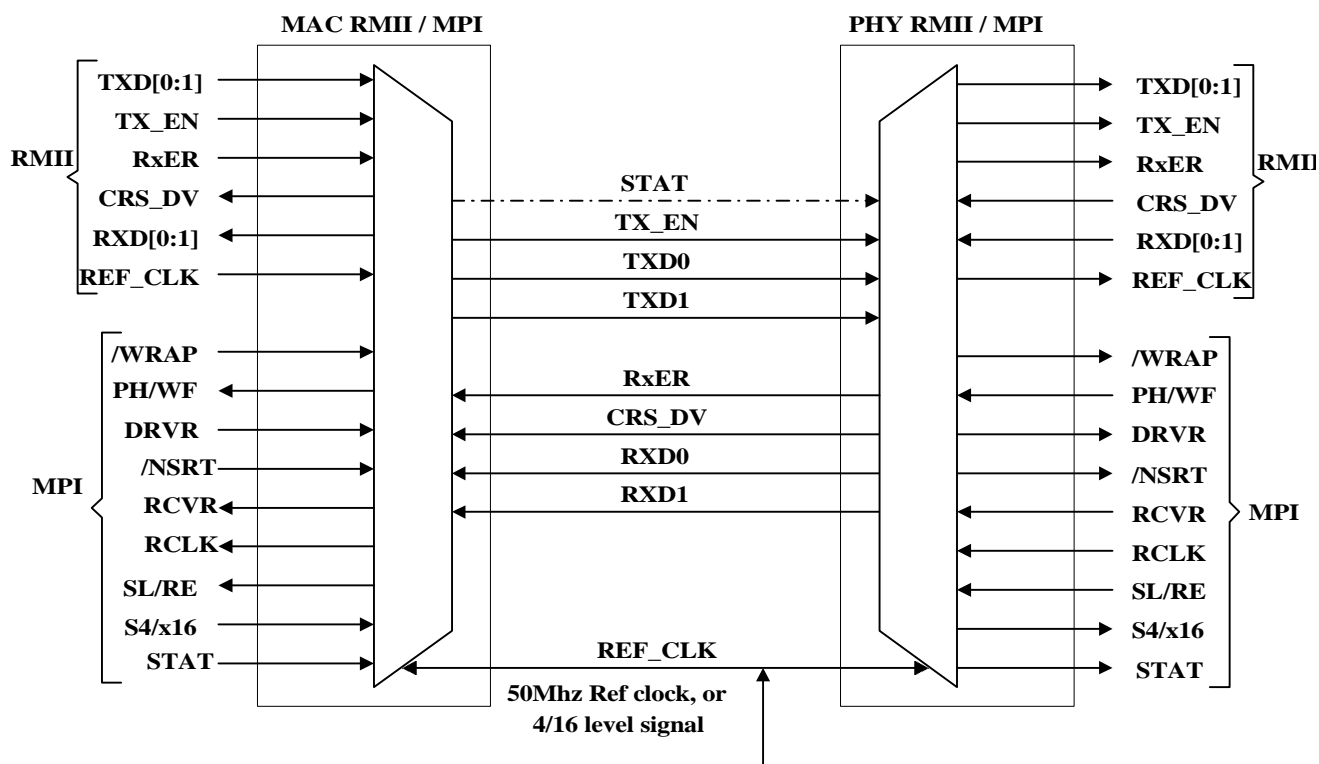 MAC RMII / MPI
PHY RMII / MPI
RMII
TXD[0:1]
TX_EN
RxER
CRS_DV
RXD[0:1]
REF_CLK
MPI
/WRAP
PH/WF
DRVR
/NSRT
RCVR
RCLK
SL/RE
S4/x16
STAT
STAT
TX_EN
TXD0
TXD1
RxER
CRS_DV
RXD0
RXD1
REF_CLK
50Mhz Ref clock, or
4/16 level signal
TXD[0:1]
TX_EN
RxER
CRS_DV
RXD[0:1]
REF_CLK
RMII
/WRAP
PH/WF
DRVR
/NSRT
RCVR
RCLK
SL/RE
S4/x16
STAT
MPI